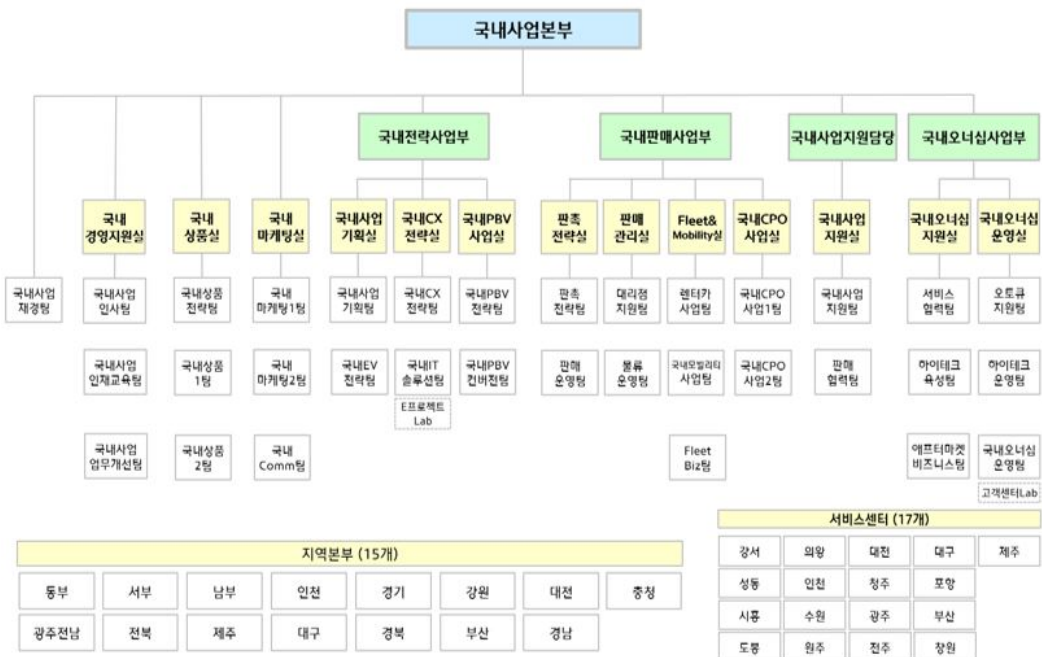 국내사업본부
국내전략사업부
국내판매사업부
국내사업지원담당
국내오너십사업부
국내
경영지원실
국내
상품실
국내
마케팅실
국내사업
기획실
국내CX
전략실
국내PBV
사업실
판촉
전략실
판매
관리실
Fleet&
Mobility실
국내CPO
사업실
국내사업
지원실
국내오너십
지원실
국내오너십
운영실
국내사업
재경팀
국내사업
인사팀
국내상품
전략팀
국내
마케팅1팀
국내사업
기획팀
국내CX
전략팀
국내PBV
전략팀
판촉
전략팀
대리점
지원팀
렌터카
사업팀
국내CPO
사업1팀
국내사업
지원팀
서비스
협력팀
오토큐
지원팀
국내사업
인재교육팀
국내상품
1팀
국내
마케팅2팀
국내EV
전략팀
국내IT
솔루션팀
E프로젝트
Lab
국내PBV
컨버전팀
판매
운영팀
물류
운영팀
국내모빌리티
사업팀
국내CPO
사업2팀
판매
협력팀
하이테크
육성팀
하이테크
운영팀
국내사업
업무개선팀
국내상품
2팀
국내
Comm팀
Fleet
Biz팀
애프터마켓
비즈니스팀
국내오너십
운영팀
고객센터Lab
지역본부 (15개)
동부 서부 남부 인천 경기 강원 대전 충청
광주전남 전북 제주 대구 경북 부산 경남
서비스센터 (17개)
강서 의왕 대전 대구 제주
성동 인천 청주 포항
시흥 수원 광주 부산
도봉 원주 전주 창원